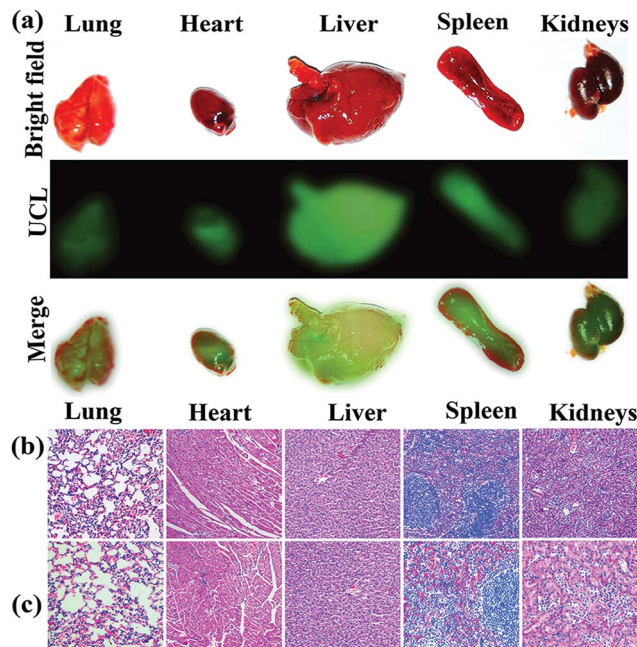 (a)
Lung Heart Liver Spleen Kidneys
Bright field
UCL
Merge
Lung Heart Liver Spleen Kidneys
(b)
(c)